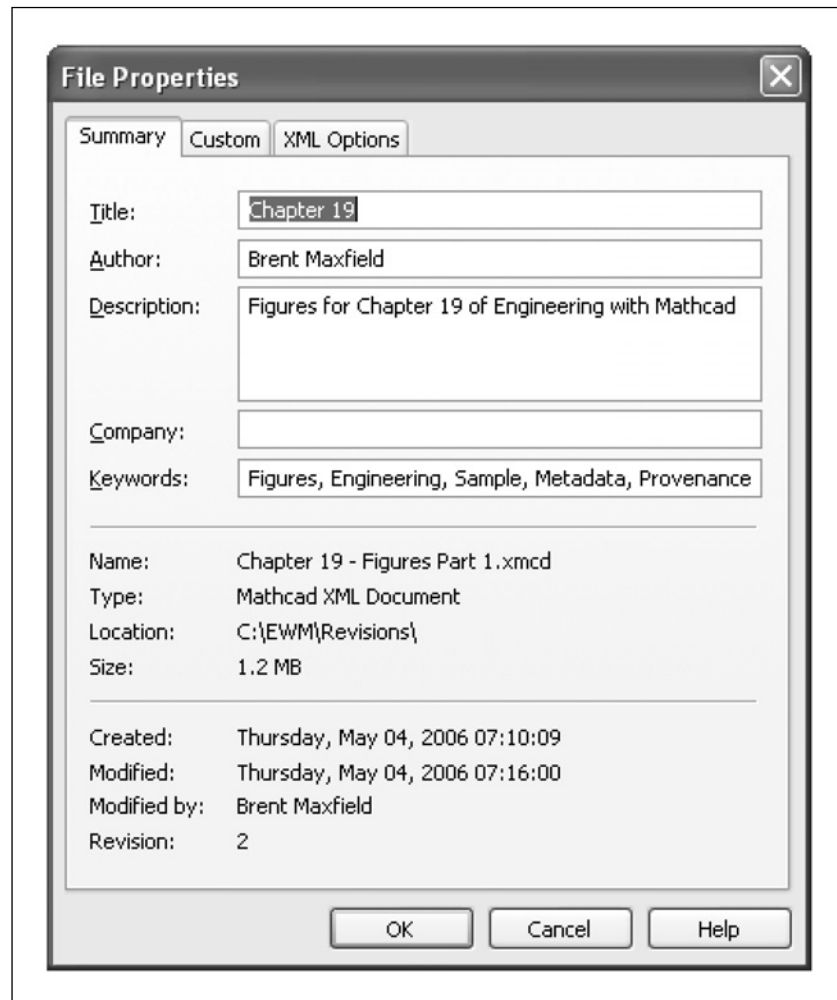 File Properties
Summary Custom XML Options
Title: Chapter 19
Author: Brent Maxfield
Description: Figures for Chapter 19 of Engineering with Mathcad
Company:
Keywords: Figures, Engineering, Sample, Metadata, Provenance
Name: Chapter 19 - Figures Part 1.xmcd
Type: Mathcad XML Document
Location: C:\EWM\Revisions\
Size: 1.2 MB
Created: Thursday, May 04, 2006 07:10:09
Modified: Thursday, May 04, 2006 07:16:00
Modified by: Brent Maxfield
Revision: 2
OK Cancel Help